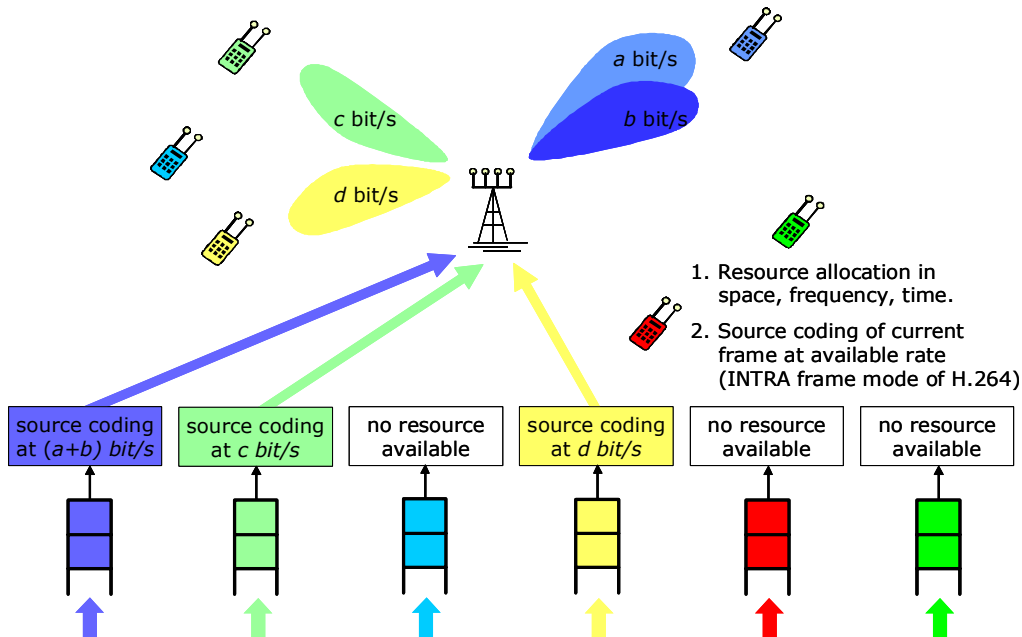 a bit/s
c bit/s
b bit/s
d bit/s
1. Resource allocation in
space, frequency, time.
2. Source coding of current
frame at available rate
(INTRA frame mode of H.264)
source coding
at (a+b) bit/s
source coding
at c bit/s
no resource
available
source coding
at d bit/s
no resource
available
no resource
available